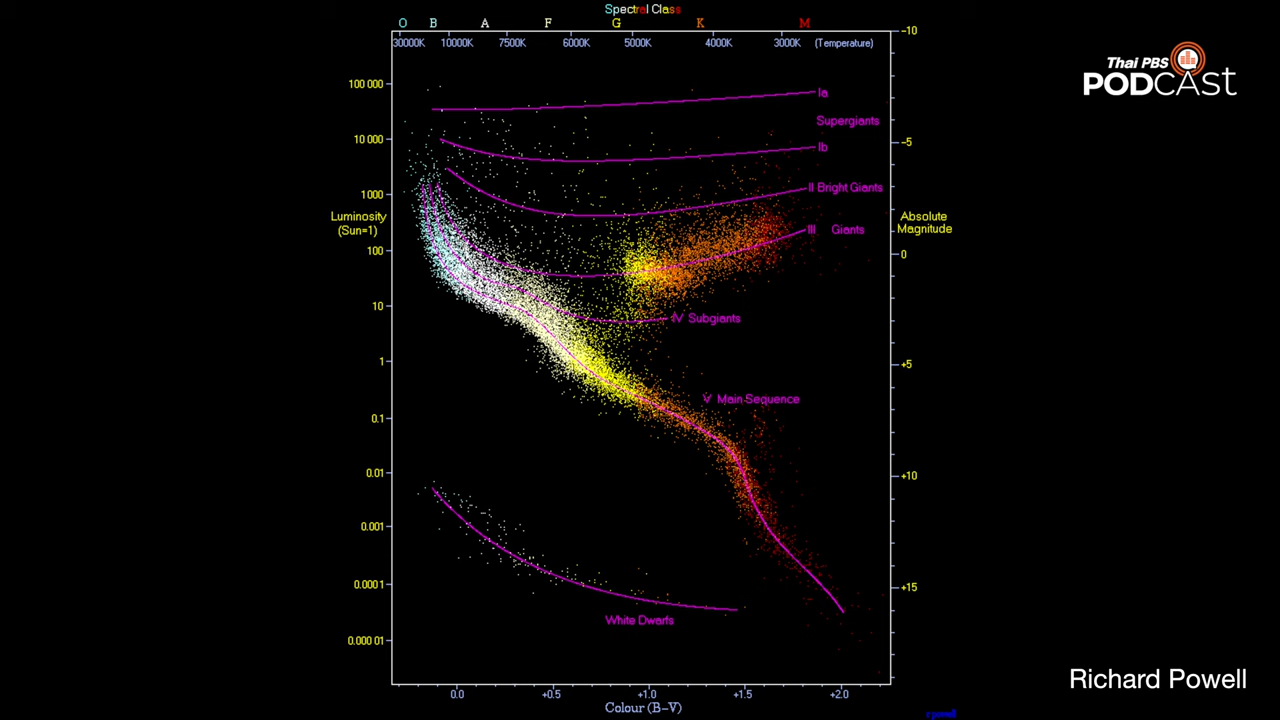 Spectral Class
O B A F G K M
30000K 10000K 7500K 6000K 5000K 4000K 3000K (Temperature)
-10
Thai PBS
PODCAST
100 000
Ia
Supergiants
10 000
-5
Ib
1000
II Bright Giants
Luminosity
(Sun=1)
Absolute
Magnitude
III Giants
100
0
10
IV Subgiants
1
+5
V Main Sequence
0.1
0.01
+10
0.001
0.0001
+15
White Dwarfs
0.000 01
Richard Powell
0.0 +0.5 +1.0 +1.5 +2.0
Colour (B-V)
r powell